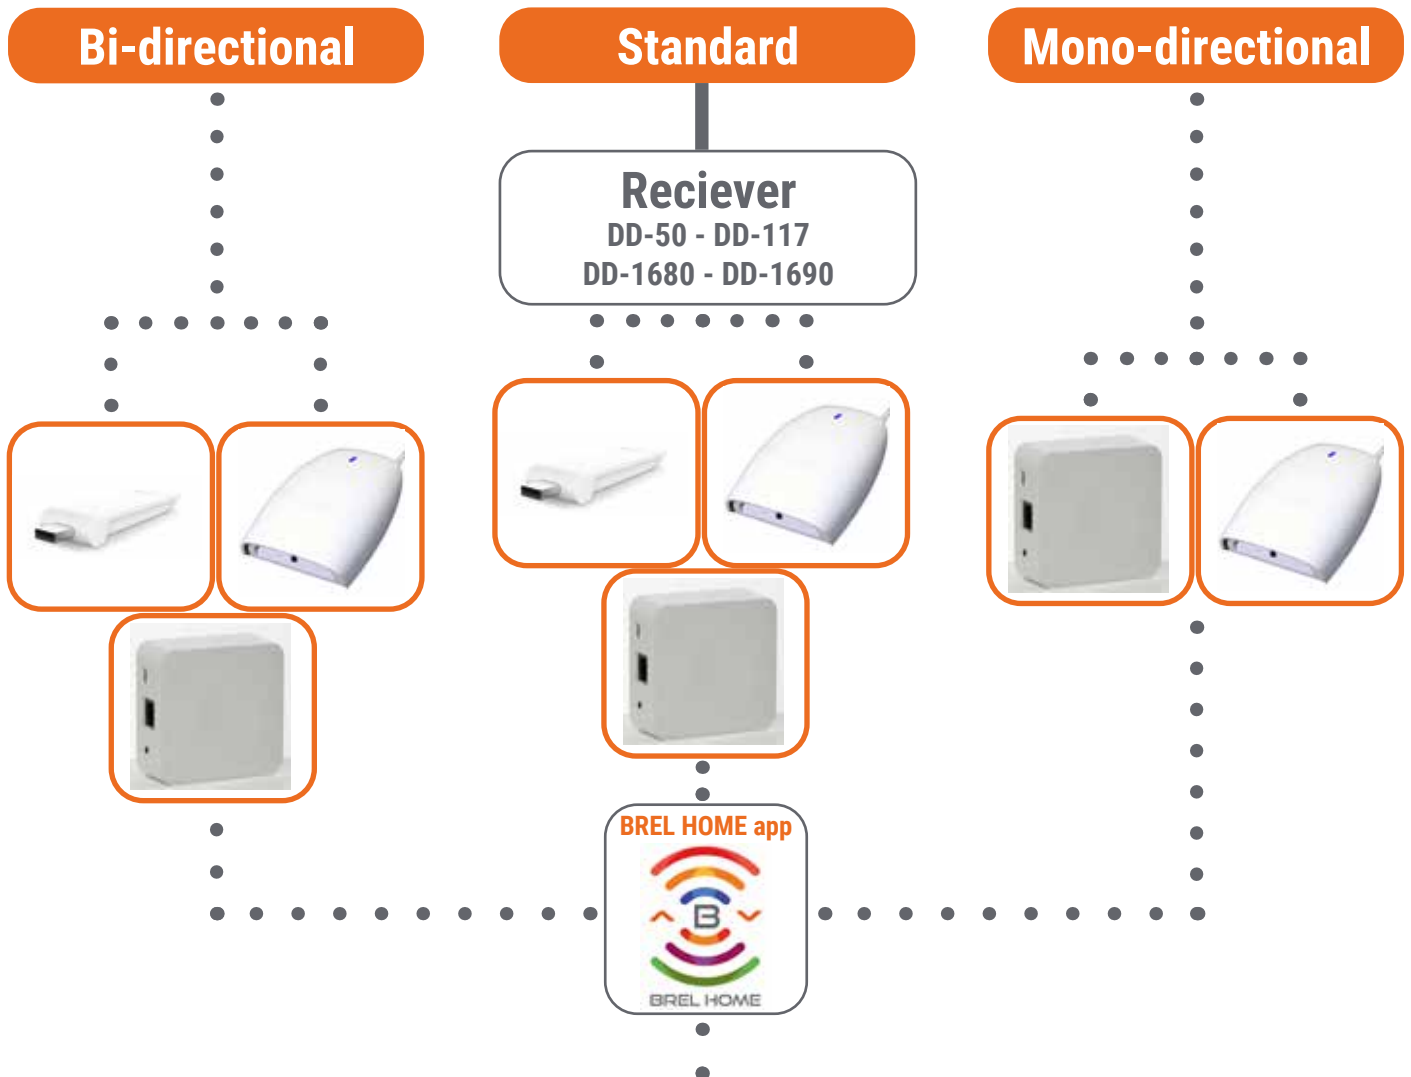 Bi-directional
Standard
Mono-directional
Reciever
DD-50 - DD-117
DD-1680 - DD-1690
BREL HOME app
B
BREL HOME